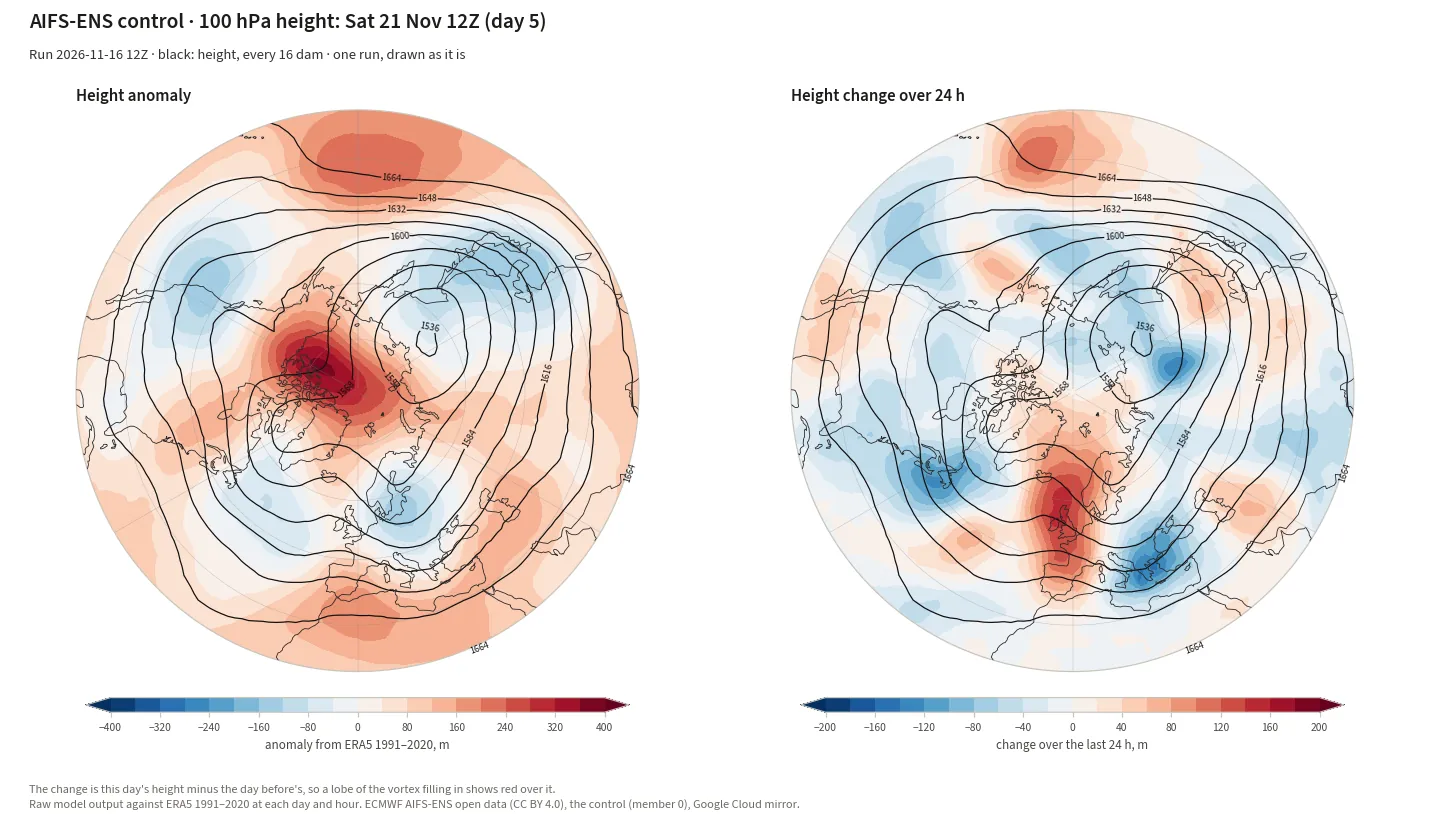 AIFS-ENS control · 100 hPa height: Sat 21 Nov 12Z (day 5)
Run 2026-11-16 12Z · black: height, every 16 dam · one run, drawn as it is
Height anomaly
Height change over 24 h
1664
1648
1632
1600
1536
1616
1568
1584
1664
1664
1664
1648
1632
1600
1536
1616
1568
1584
1664
1664
−400 −320 −240 −160 −80 0 80 160 240 320 400
anomaly from ERA5 1991–2020, m
−200 −160 −120 −80 −40 0 40 80 120 160 200
change over the last 24 h, m
The change is this day's height minus the day before's, so a lobe of the vortex filling in shows red over it.
Raw model output against ERA5 1991–2020 at each day and hour. ECMWF AIFS-ENS open data (CC BY 4.0), the control (member 0), Google Cloud mirror.